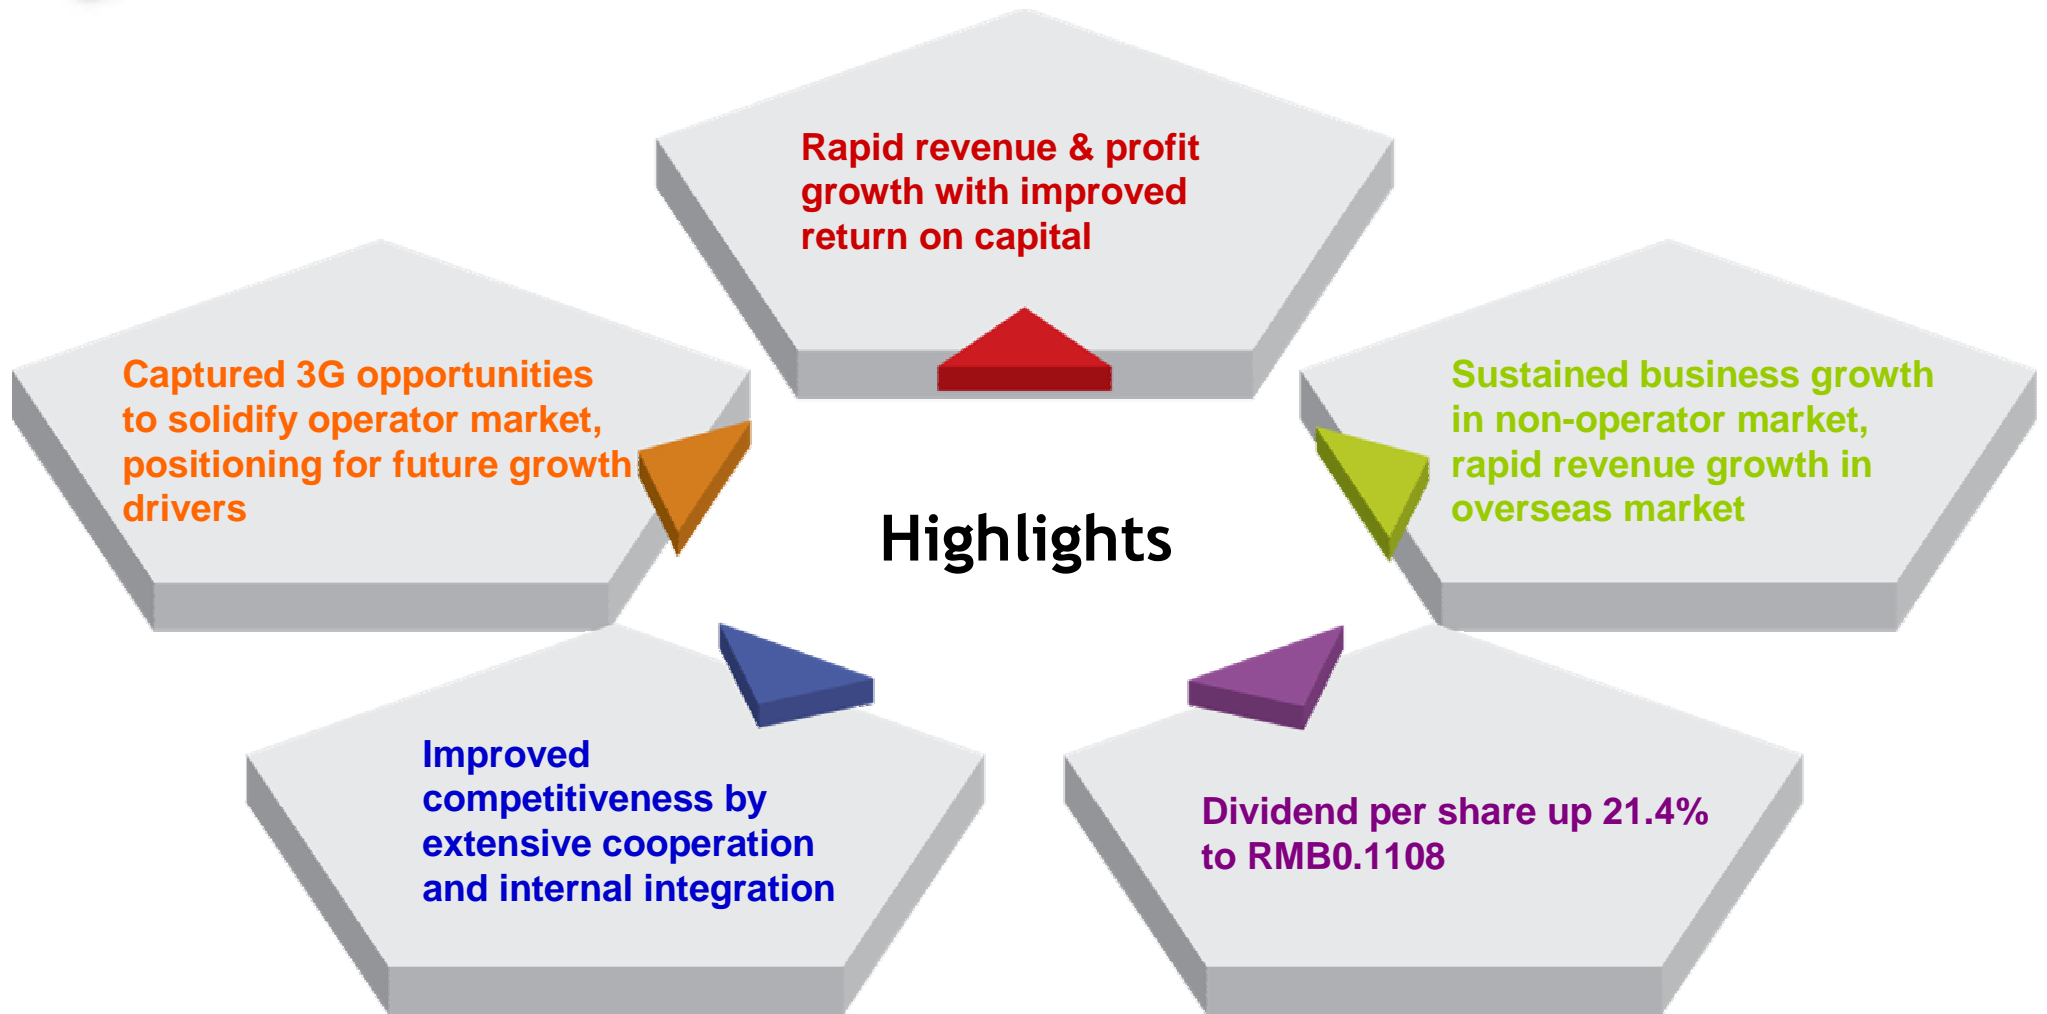 Rapid revenue & profit
growth with improved
return on capital
Captured 3G opportunities
to solidify operator market,
positioning for future growth
drivers
Sustained business growth
in non-operator market,
rapid revenue growth in
overseas market
Highlights
Improved
competitiveness by
extensive cooperation
and internal integration
Dividend per share up 21.4%
to RMB0.1108